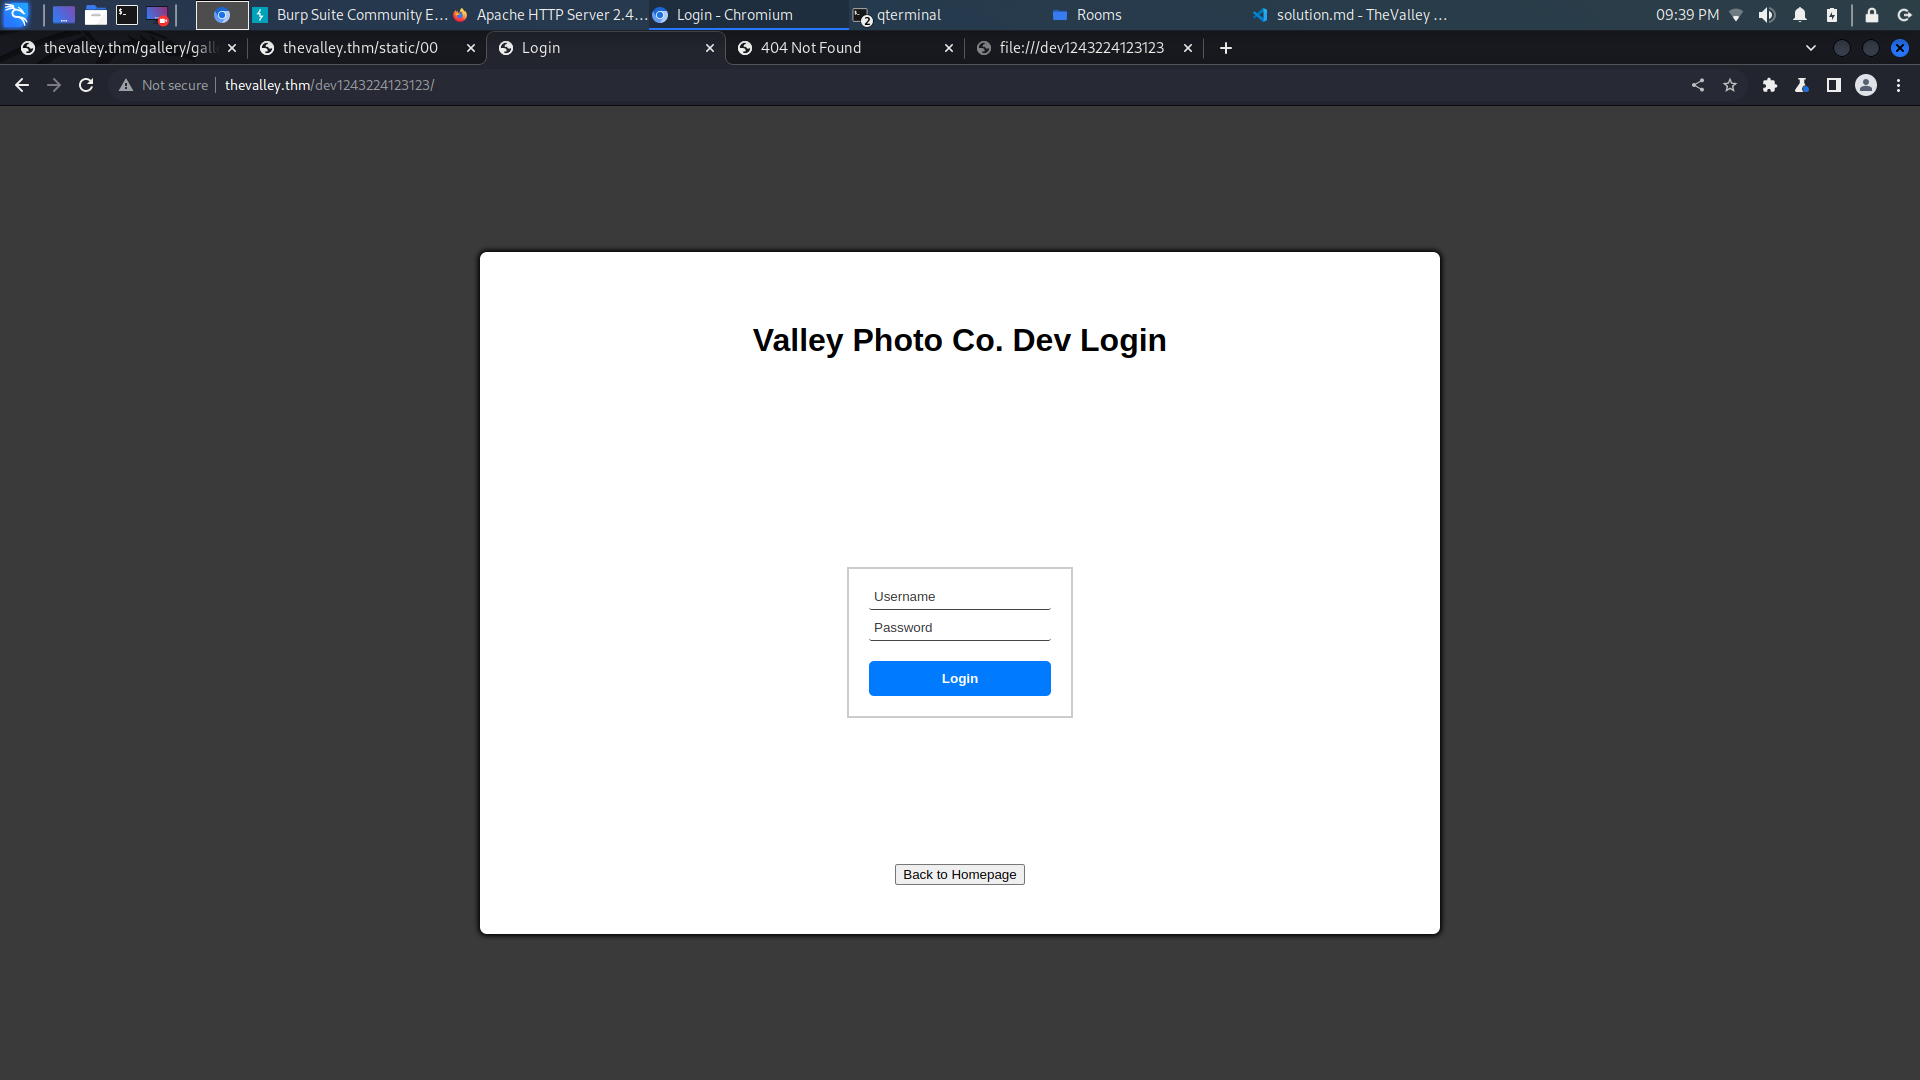 Burp Suite Community E...
Apache HTTP Server 2.4...
Login - Chromium
2
qterminal
Rooms
solution.md - TheValley ...
09:39 PM
thevalley.thm/gallery/gall
thevalley.thm/static/00
Login
404 Not Found
file:///dev1243224123123
Not secure
thevalley.thm/dev1243224123123/
Valley Photo Co. Dev Login
Username
Password
Login
Back to Homepage